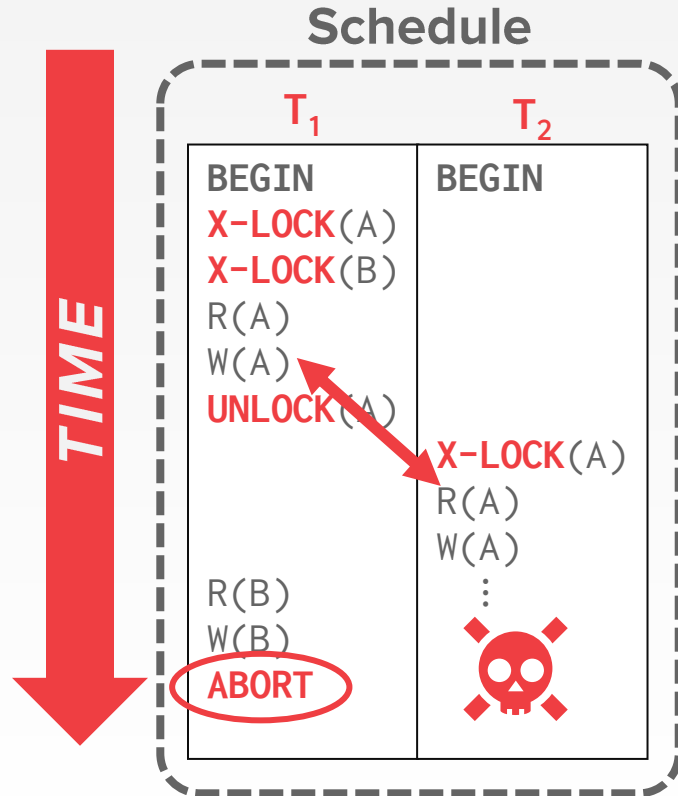 Schedule
TIME
T₁ T₂
BEGIN BEGIN
X-LOCK(A)
X-LOCK(B)
R(A)
W(A)
UNLOCK(A)
X-LOCK(A)
R(A)
W(A)
⋮
R(B)
W(B)
ABORT